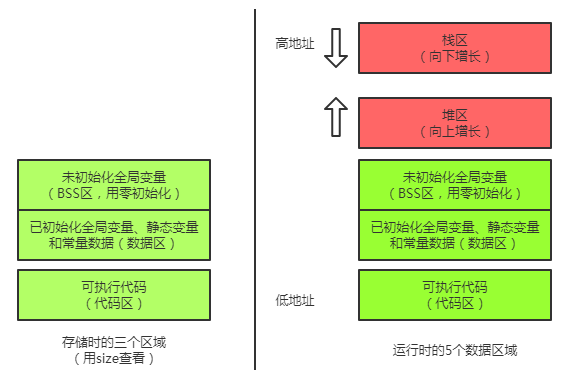 未初始化全局变量
（BSS区，用零初始化）
已初始化全局变量、静态变量
和常量数据（数据区）
可执行代码
（代码区）
存储时的三个区域
（用size查看）
高地址
栈区
（向下增长）
堆区
（向上增长）
未初始化全局变量
（BSS区，用零初始化）
已初始化全局变量、静态变量
和常量数据（数据区）
低地址
可执行代码
（代码区）
运行时的5个数据区域